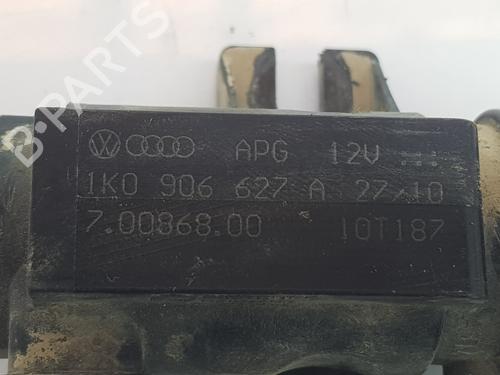 B-PARTS
APG 12V
1K0 906 627 A 27/10
7.00868.00 10T187